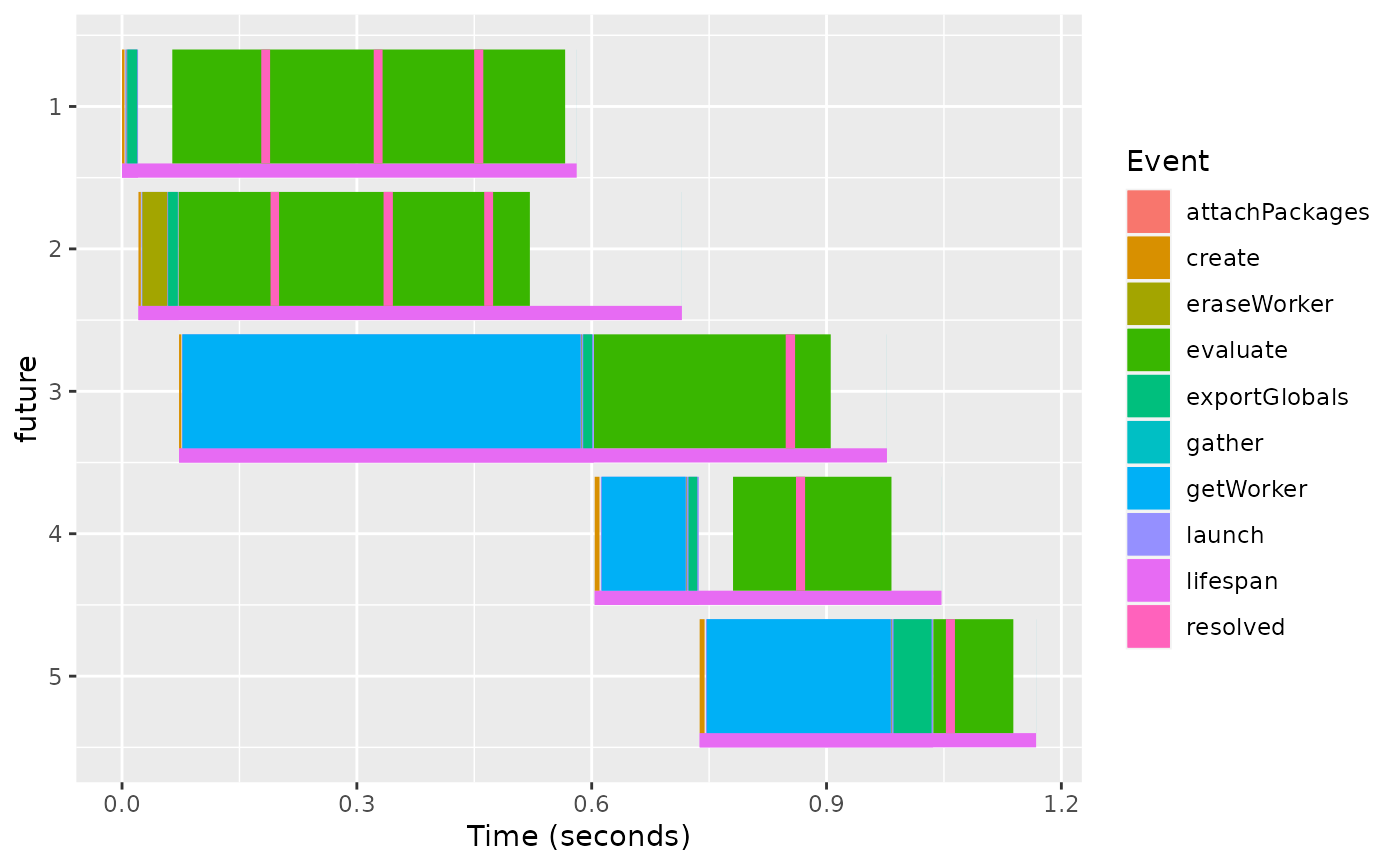 future
1
2
3
4
5
0.0
0.3
0.6
0.9
1.2
Time (seconds)
Event
attachPackages
create
eraseWorker
evaluate
exportGlobals
gather
getWorker
launch
lifespan
resolved